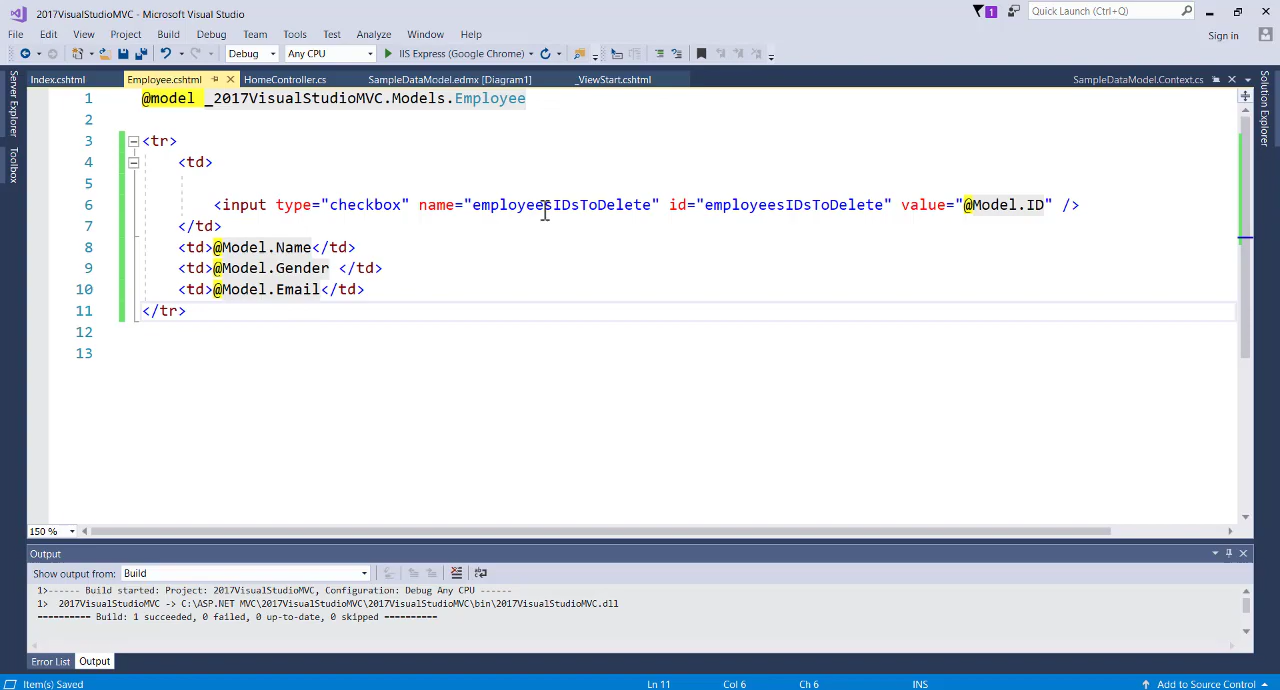 2017VisualStudioMVC - Microsoft Visual Studio
1
Quick Launch (Ctrl+Q)
File Edit View Project Build Debug Team Tools Test Analyze Window Help
Sign in
Debug Any CPU IIS Express (Google Chrome)
Index.cshtml Employee.cshtml HomeController.cs SampleDataModel.edmx [Diagram1] _ViewStart.cshtml SampleDataModel.Context.cs
Server Explorer
Toolbox
Solution Explorer
1 @model _2017VisualStudioMVC.Models.Employee
2
3 <tr>
4 <td>
5
6 <input type="checkbox" name="employeesIDsToDelete" id="employeesIDsToDelete" value="@Model.ID" />
7 </td>
8 <td>@Model.Name</td>
9 <td>@Model.Gender </td>
10 <td>@Model.Email</td>
11 </tr>
12
13
150 %
Output
Show output from: Build
1>------ Build started: Project: 2017VisualStudioMVC, Configuration: Debug Any CPU ------
1> 2017VisualStudioMVC -> C:\ASP.NET MVC\2017VisualStudioMVC\2017VisualStudioMVC\bin\2017VisualStudioMVC.dll
========== Build: 1 succeeded, 0 failed, 0 up-to-date, 0 skipped ==========
Error List Output
Item(s) Saved Ln 11 Col 6 Ch 6 INS Add to Source Control